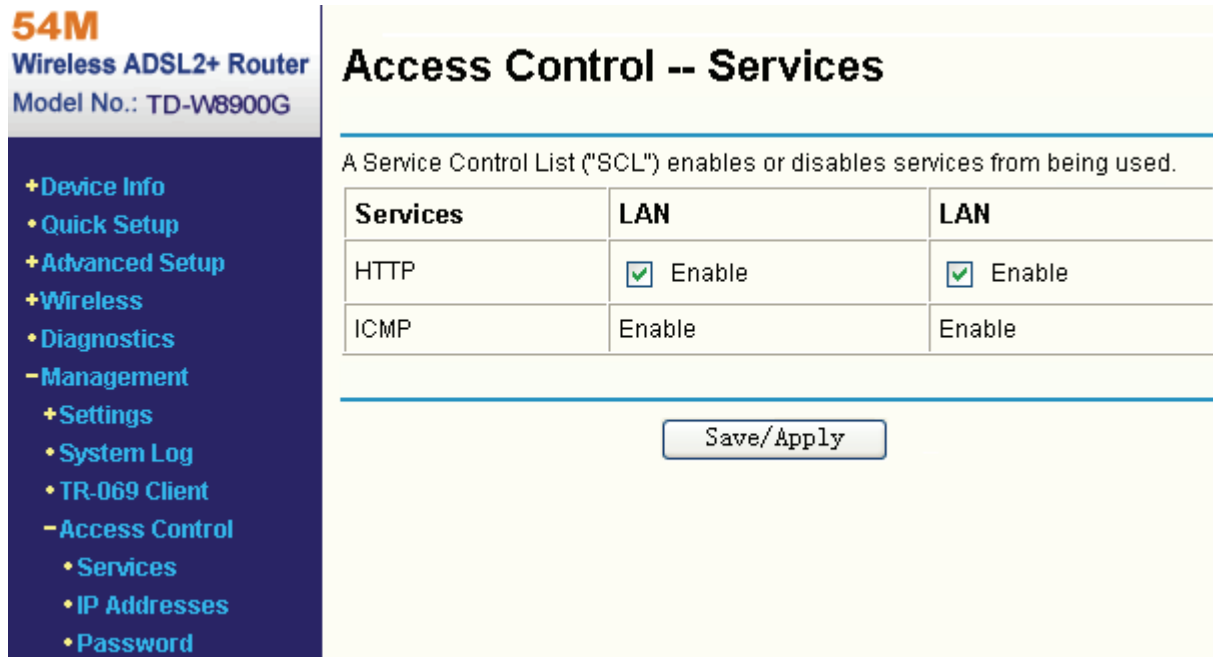 54M
Wireless ADSL2+ Router
Model No.: TD-W8900G
+Device Info
•Quick Setup
+Advanced Setup
+Wireless
•Diagnostics
-Management
+Settings
•System Log
•TR-069 Client
-Access Control
•Services
•IP Addresses
•Password
Access Control -- Services
A Service Control List ("SCL") enables or disables services from being used.
Services LAN LAN
HTTP Enable Enable
ICMP Enable Enable
Save/Apply